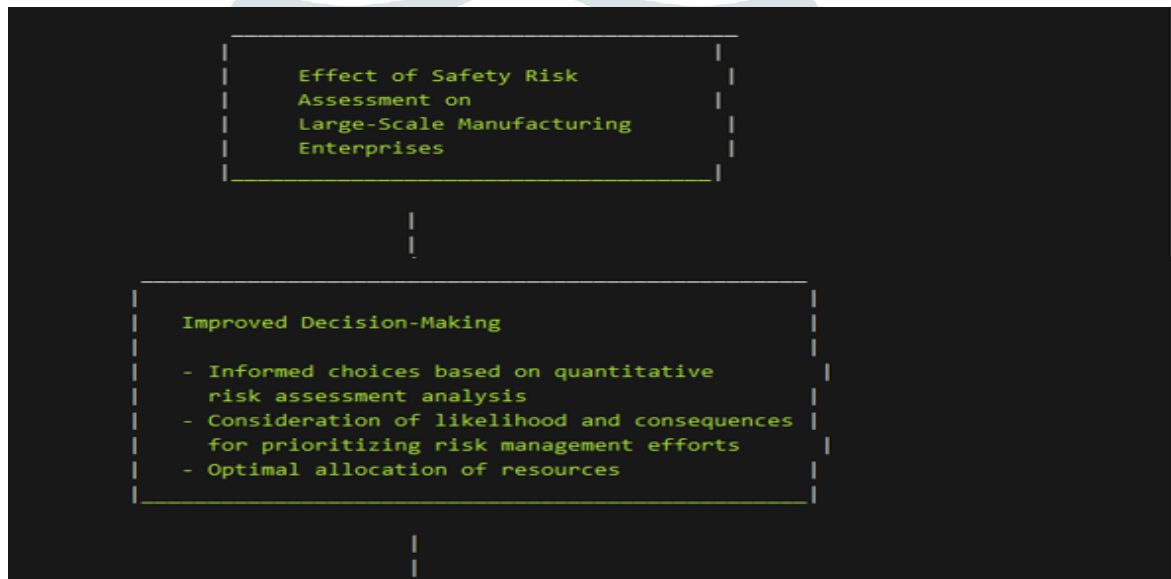 Effect of Safety Risk
Assessment on
Large-Scale Manufacturing
Enterprises
Improved Decision-Making
- Informed choices based on quantitative
risk assessment analysis
- Consideration of likelihood and consequences
for prioritizing risk management efforts
- Optimal allocation of resources